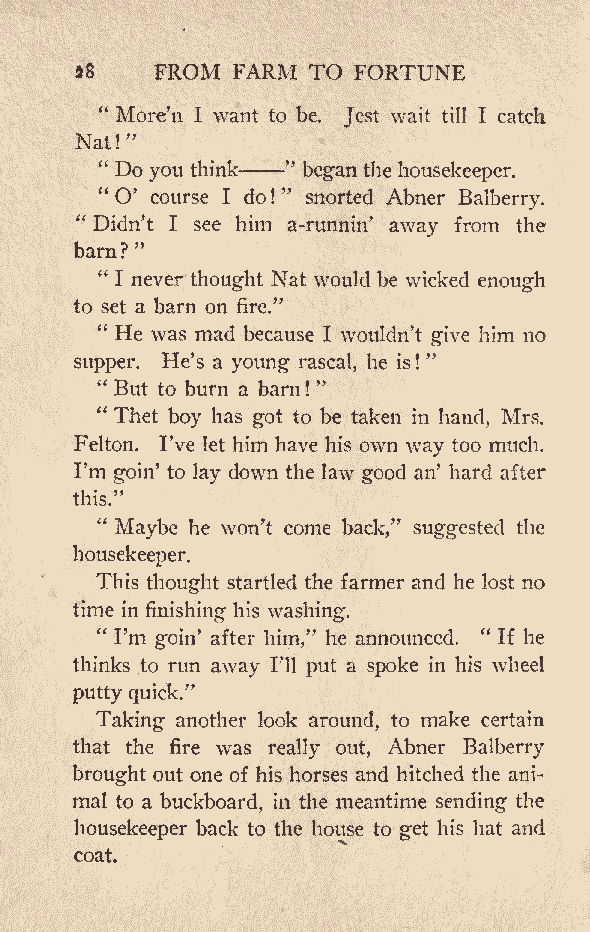 28 FROM FARM TO FORTUNE
“ More’n I want to be. Jest wait till I catch
Nat! ”
“ Do you think——” began the housekeeper.
“ O’ course I do! ” snorted Abner Balberry.
“ Didn’t I see him a-runnin’ away from the
barn? ”
“ I never thought Nat would be wicked enough
to set a barn on fire.”
“ He was mad because I wouldn’t give him no
supper. He’s a young rascal, he is! ”
“ But to burn a barn! ”
“ Thet boy has got to be taken in hand, Mrs.
Felton. I’ve let him have his own way too much.
I’m goin’ to lay down the law good an’ hard after
this.”
“ Maybe he won’t come back,” suggested the
housekeeper.
This thought startled the farmer and he lost no
time in finishing his washing.
“ I’m goin’ after him,” he announced. “ If he
thinks to run away I’ll put a spoke in his wheel
putty quick.”
Taking another look around, to make certain
that the fire was really out, Abner Balberry
brought out one of his horses and hitched the ani-
mal to a buckboard, in the meantime sending the
housekeeper back to the house to get his hat and
coat.